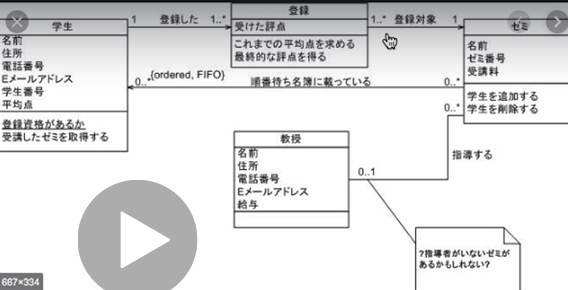 学生
1
登録した
1..*
登録
1..*
登録対象
1
ゼミ
名前
住所
電話番号
Eメールアドレス
学生番号
平均点
受けた評点
これまでの平均点を求める
最終的な評点を得る
名前
ゼミ番号
受講料
0..*
{ordered, FIFO}
順番待ち名簿に載っている
0..*
登録資格があるか
受講したゼミを取得する
学生を追加する
学生を削除する
0..*
教授
名前
住所
電話番号
Eメールアドレス
給与
0..1
指導する
?指導者がいないゼミが
あるかもしれない?
667×334